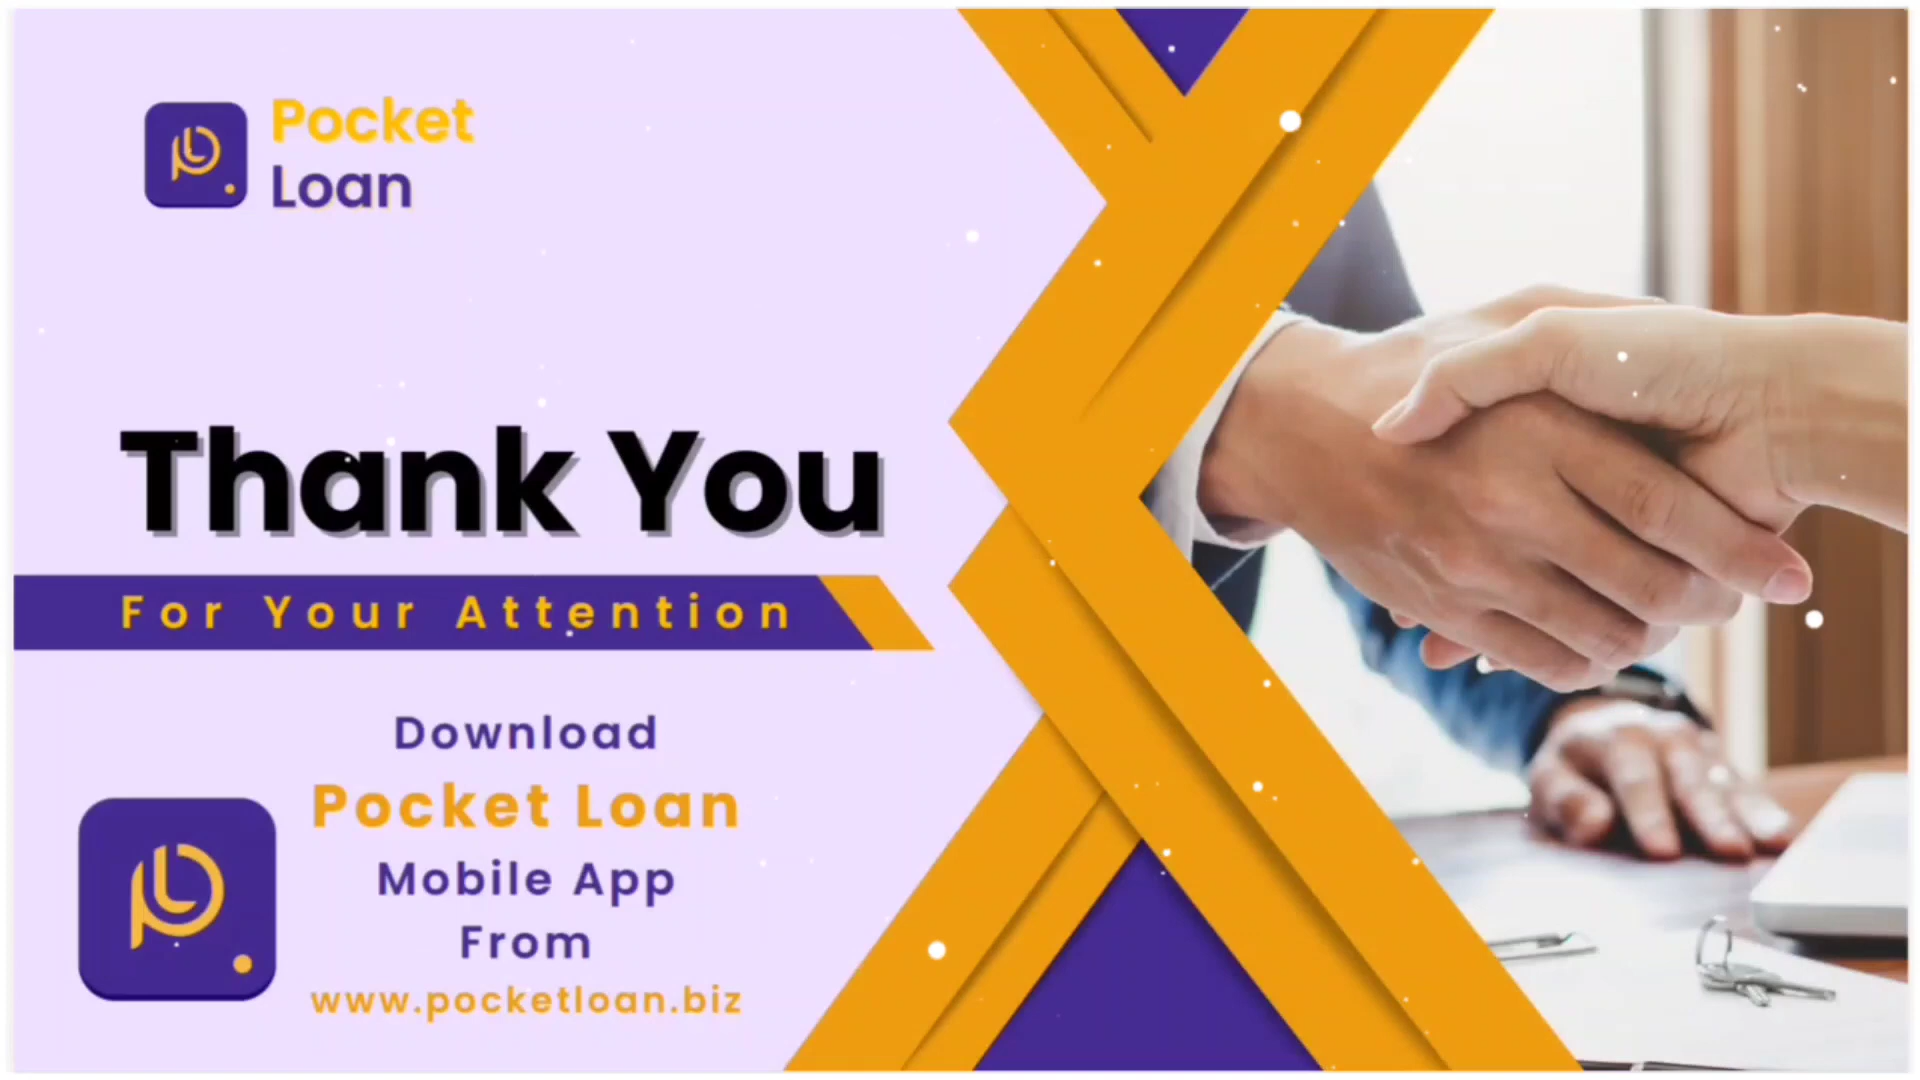 Pocket
Loan
Thank You
For Your Attention
Download
Pocket Loan
Mobile App
From
www.pocketloan.biz